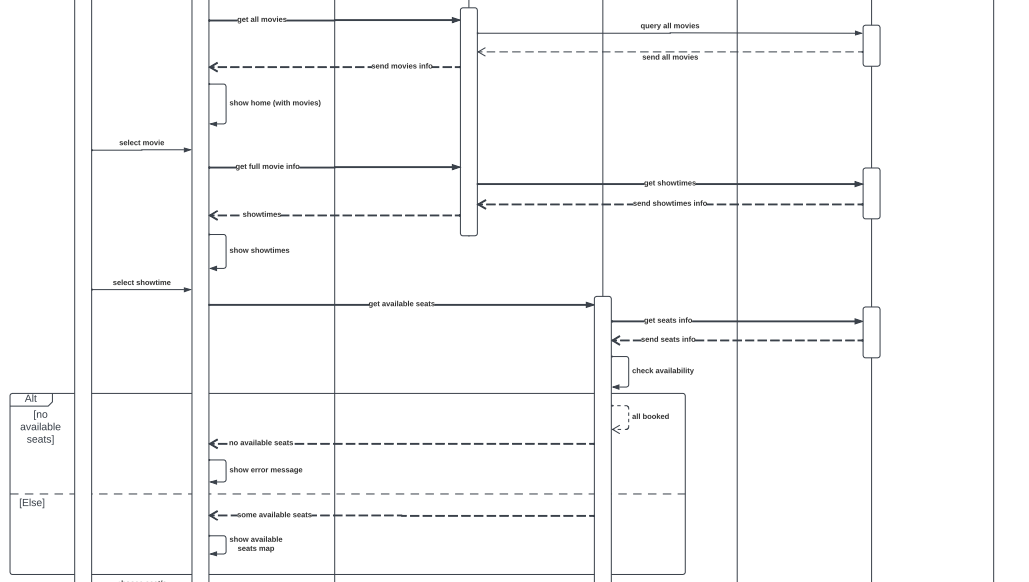 get all movies
query all movies
send all movies
send movies info
show home (with movies)
select movie
get full movie info
get showtimes
send showtimes info
showtimes
show showtimes
select showtime
get available seats
get seats info
send seats info
check availability
Alt
[no
available
seats]
all booked
no available seats
show error message
[Else]
some available seats
show available
seats map